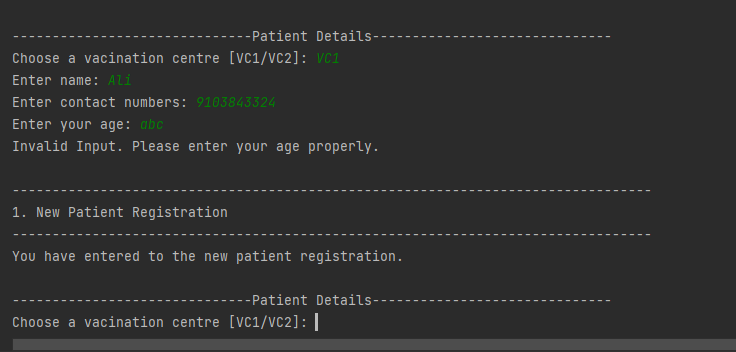 ------------------------------Patient Details------------------------------
Choose a vacination centre [VC1/VC2]: VC1
Enter name: Ali
Enter contact numbers: 9103843324
Enter your age: abc
Invalid Input. Please enter your age properly.
--------------------------------------------------------------------------------
1. New Patient Registration
--------------------------------------------------------------------------------
You have entered to the new patient registration.
------------------------------Patient Details------------------------------
Choose a vacination centre [VC1/VC2]: